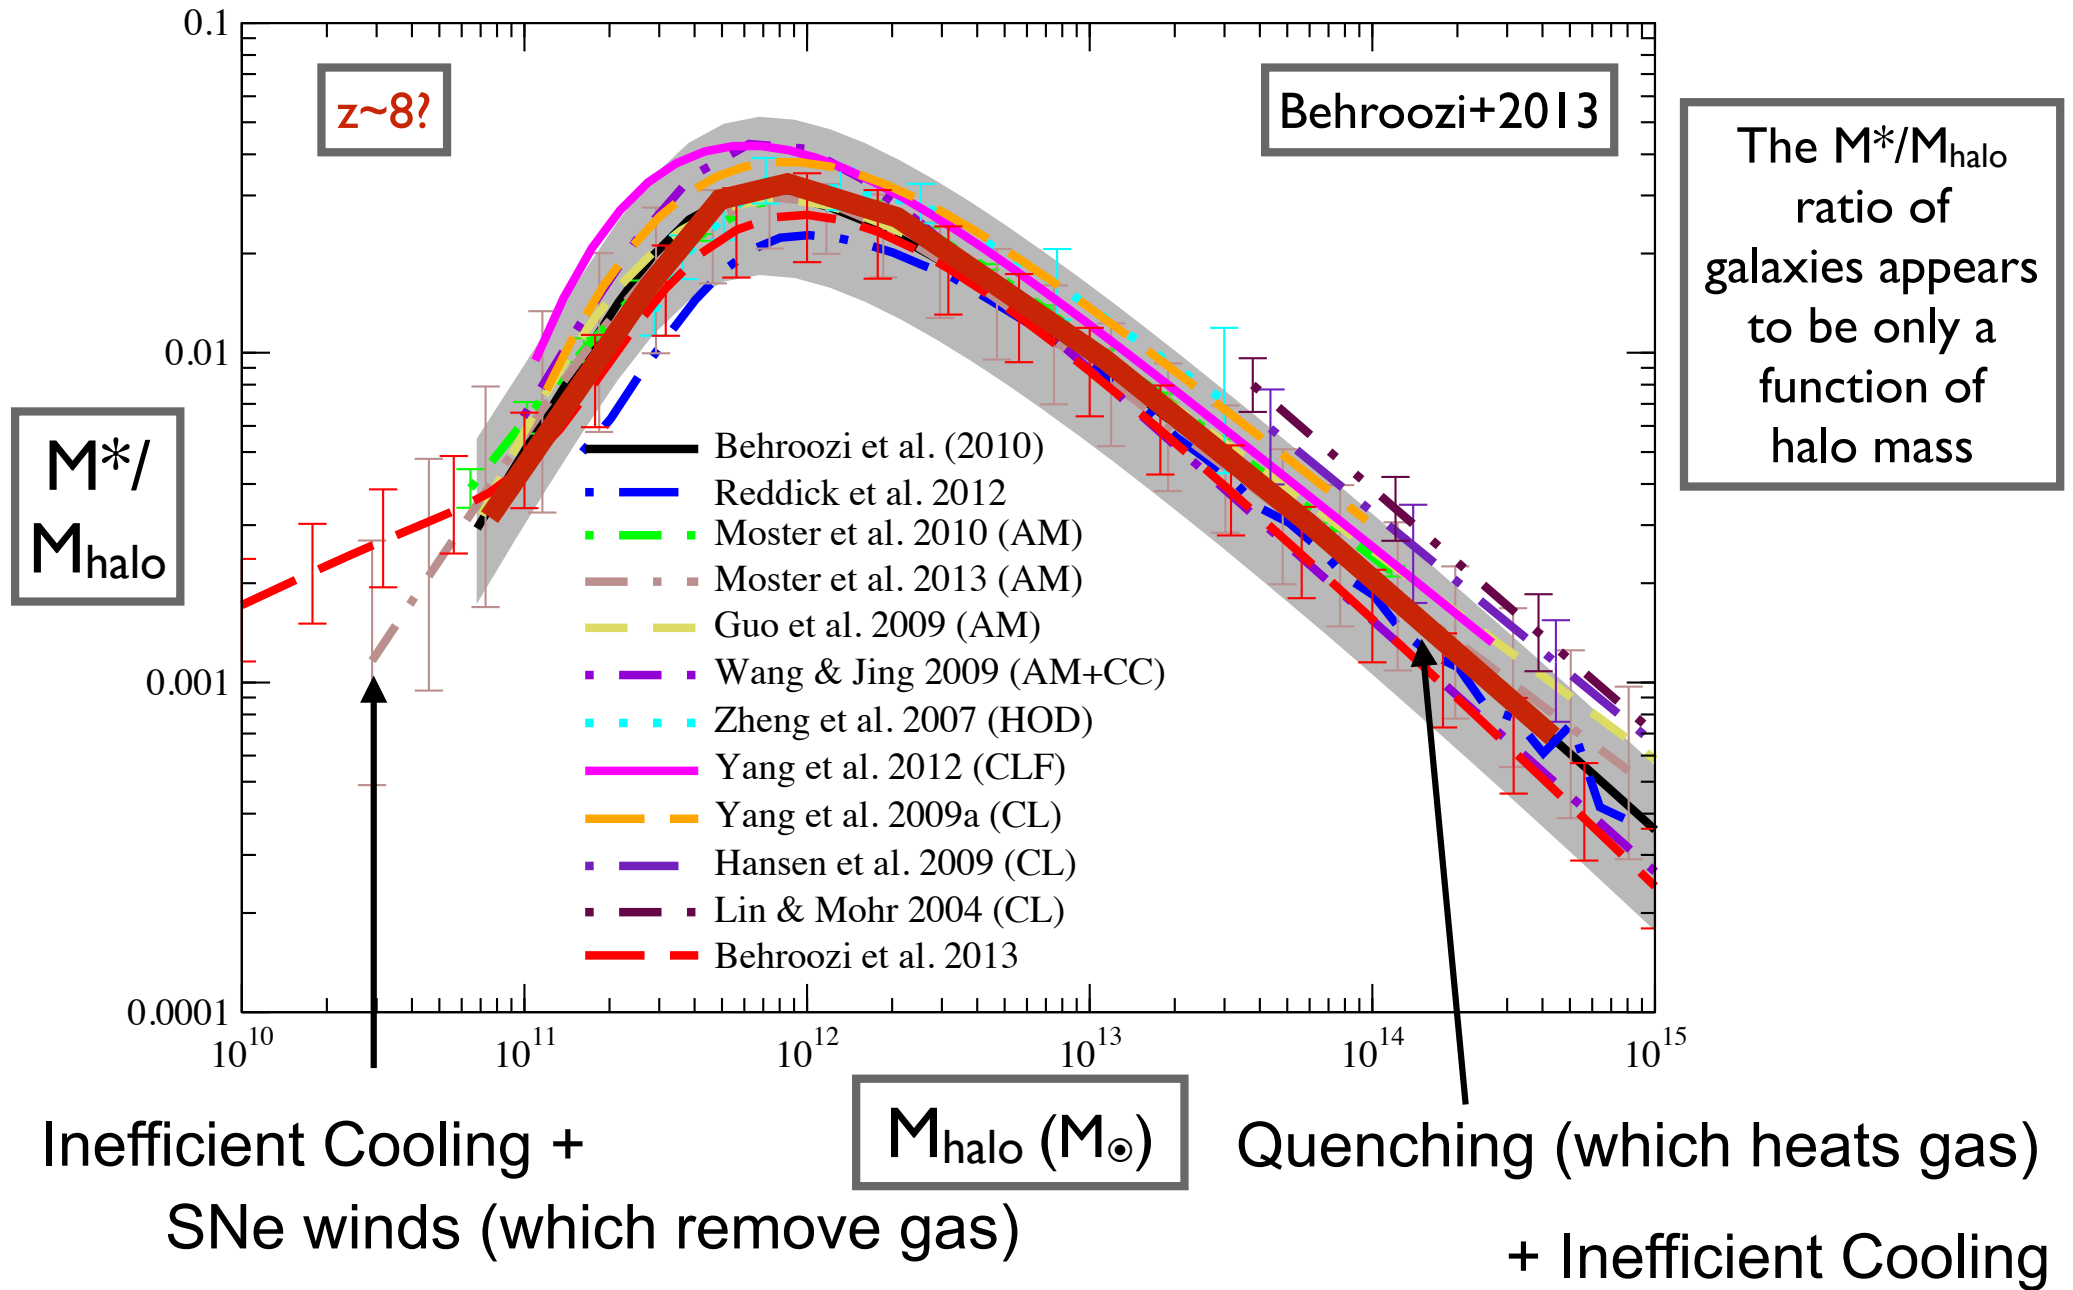 0.1
z~8?
Behroozi+2013
The M*/Mhalo
ratio of
galaxies appears
to be only a
function of
halo mass
0.01
M*/
Mhalo
Behroozi et al. (2010)
Reddick et al. 2012
Moster et al. 2010 (AM)
Moster et al. 2013 (AM)
Guo et al. 2009 (AM)
Wang & Jing 2009 (AM+CC)
Zheng et al. 2007 (HOD)
Yang et al. 2012 (CLF)
Yang et al. 2009a (CL)
Hansen et al. 2009 (CL)
Lin & Mohr 2004 (CL)
Behroozi et al. 2013
0.001
0.0001
10^10 10^11 10^12 10^13 10^14 10^15
Mhalo (M☉)
Inefficient Cooling +
SNe winds (which remove gas)
Quenching (which heats gas)
+ Inefficient Cooling